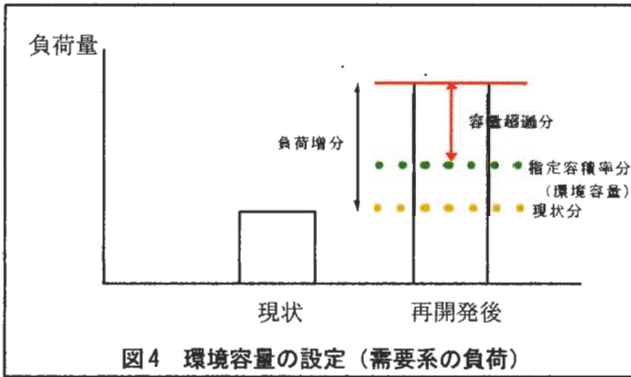 負荷量
容量超過分
負荷増分
指定容積率分
(環境容量)
現状分
現状
再開発後
図4 環境容量の設定（需要系の負荷）